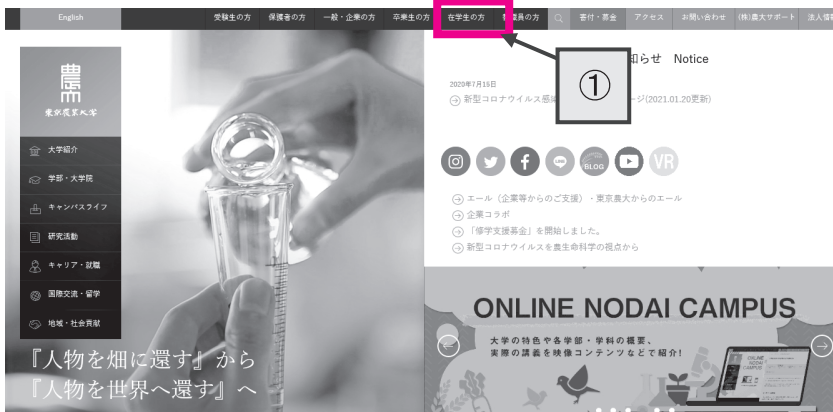 English
受験生の方
保護者の方
一般・企業の方
卒業生の方
在学生の方
職員の方
寄付・募金
アクセス
お問い合わせ
(株)農大サポート
法人情報
東京農業大学
大学紹介
学部・大学院
キャンパスライフ
研究活動
キャリア・就職
国際交流・留学
地域・社会貢献
『人物を畑に還す』から
『人物を世界へ還す』へ
①
知らせ Notice
2020年7月15日
新型コロナウイルス感 ージ(2021.01.20更新)
BLOG
VR
エール（企業等からのご支援）・東京農大からのエール
企業コラボ
「修学支援募金」を開始しました。
新型コロナウイルスを農生命科学の視点から
ONLINE NODAI CAMPUS
大学の特色や各学部・学科の概要、
実際の講義を映像コンテンツなどで紹介!
ONLINE
NODAI
CAMPUS